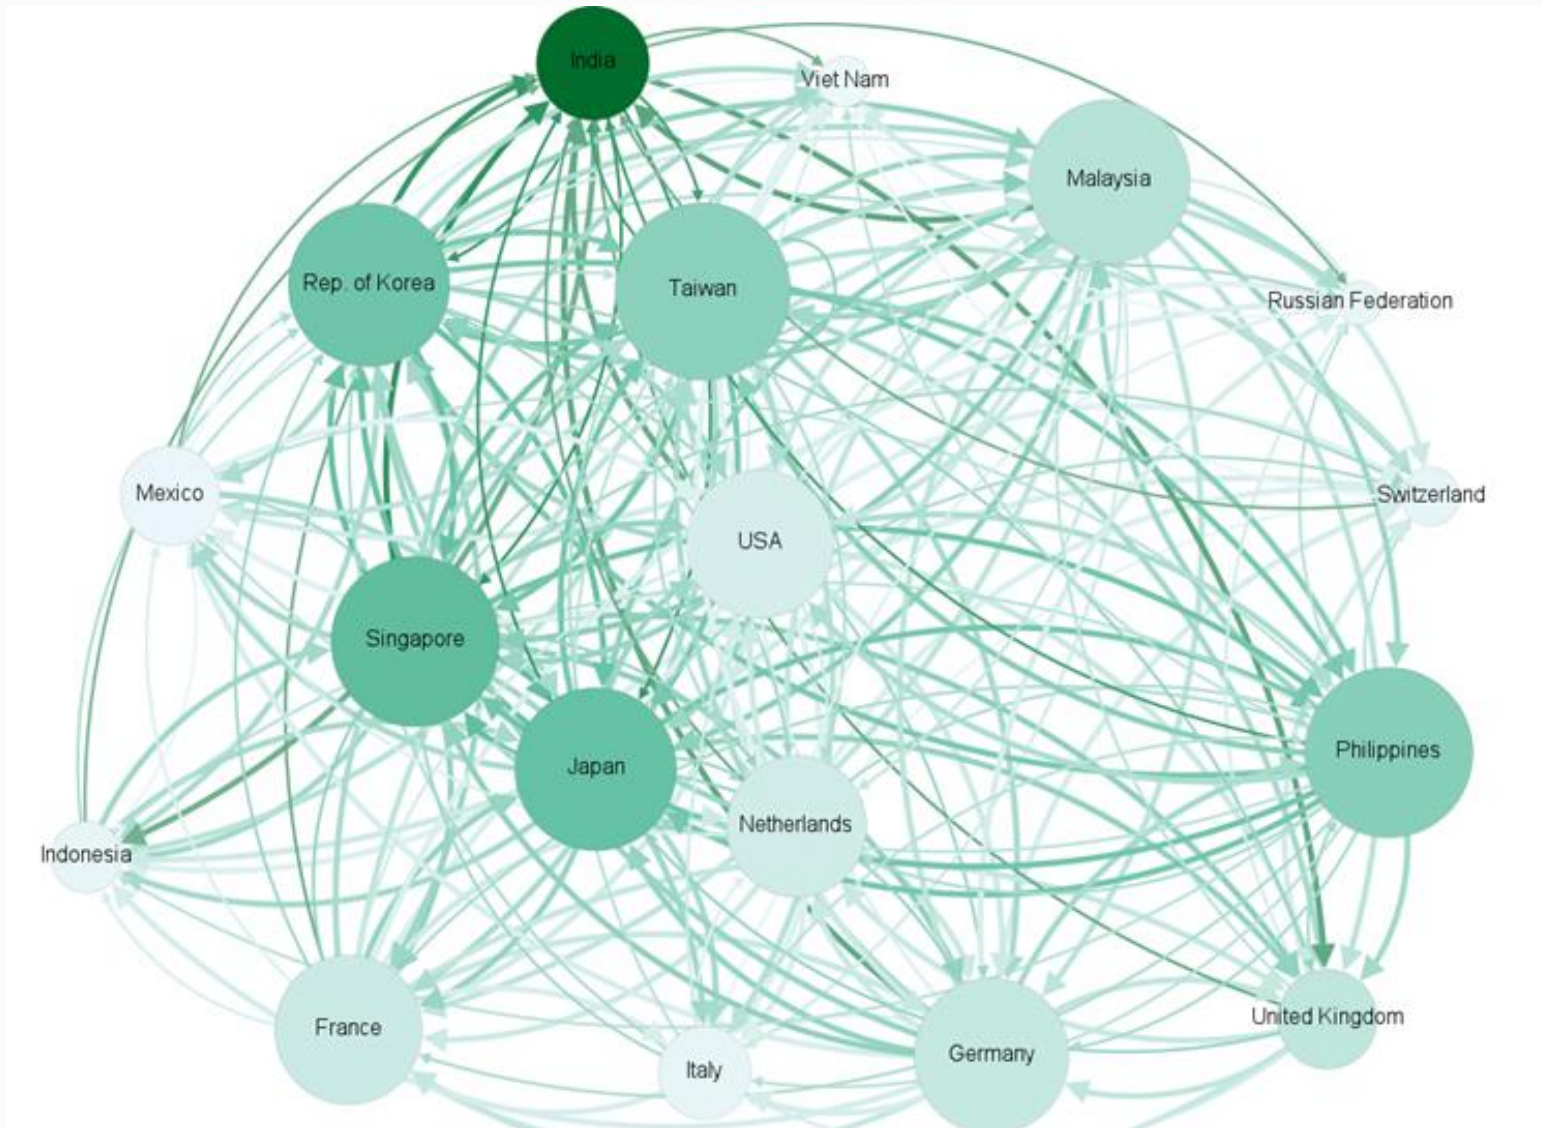 India
Viet Nam
Malaysia
Rep. of Korea
Taiwan
Russian Federation
Mexico
Switzerland
USA
Singapore
Japan
Philippines
Netherlands
Indonesia
France
United Kingdom
Germany
Italy